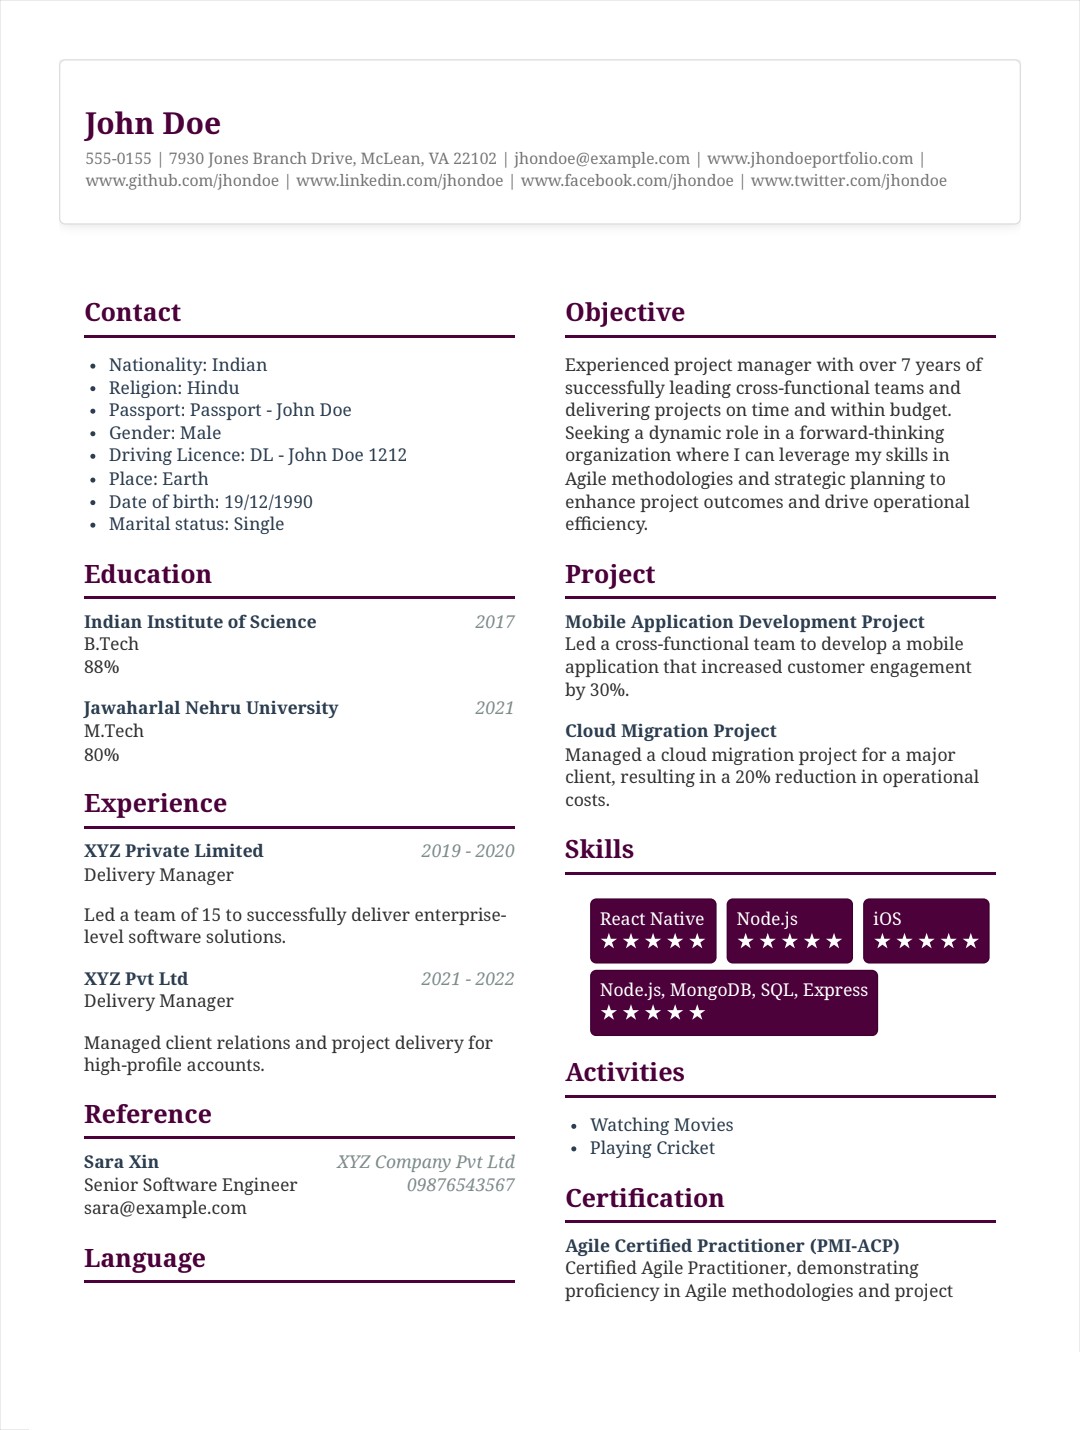 John Doe
555-0155 | 7930 Jones Branch Drive, McLean, VA 22102 | jhondoe@example.com | www.jhondoeportfolio.com |
www.github.com/jhondoe | www.linkedin.com/jhondoe | www.facebook.com/jhondoe | www.twitter.com/jhondoe
Contact
• Nationality: Indian
• Religion: Hindu
• Passport: Passport - John Doe
• Gender: Male
• Driving Licence: DL - John Doe 1212
• Place: Earth
• Date of birth: 19/12/1990
• Marital status: Single
Education
Indian Institute of Science 2017
B.Tech
88%
Jawaharlal Nehru University 2021
M.Tech
80%
Experience
XYZ Private Limited 2019 - 2020
Delivery Manager
Led a team of 15 to successfully deliver enterprise-
level software solutions.
XYZ Pvt Ltd 2021 - 2022
Delivery Manager
Managed client relations and project delivery for
high-profile accounts.
Reference
Sara Xin XYZ Company Pvt Ltd
Senior Software Engineer 09876543567
sara@example.com
Language
Objective
Experienced project manager with over 7 years of
successfully leading cross-functional teams and
delivering projects on time and within budget.
Seeking a dynamic role in a forward-thinking
organization where I can leverage my skills in
Agile methodologies and strategic planning to
enhance project outcomes and drive operational
efficiency.
Project
Mobile Application Development Project
Led a cross-functional team to develop a mobile
application that increased customer engagement
by 30%.
Cloud Migration Project
Managed a cloud migration project for a major
client, resulting in a 20% reduction in operational
costs.
Skills
React Native Node.js iOS
★★★★★ ★★★★★ ★★★★★
Node.js, MongoDB, SQL, Express
★★★★★
Activities
• Watching Movies
• Playing Cricket
Certification
Agile Certified Practitioner (PMI-ACP)
Certified Agile Practitioner, demonstrating
proficiency in Agile methodologies and project